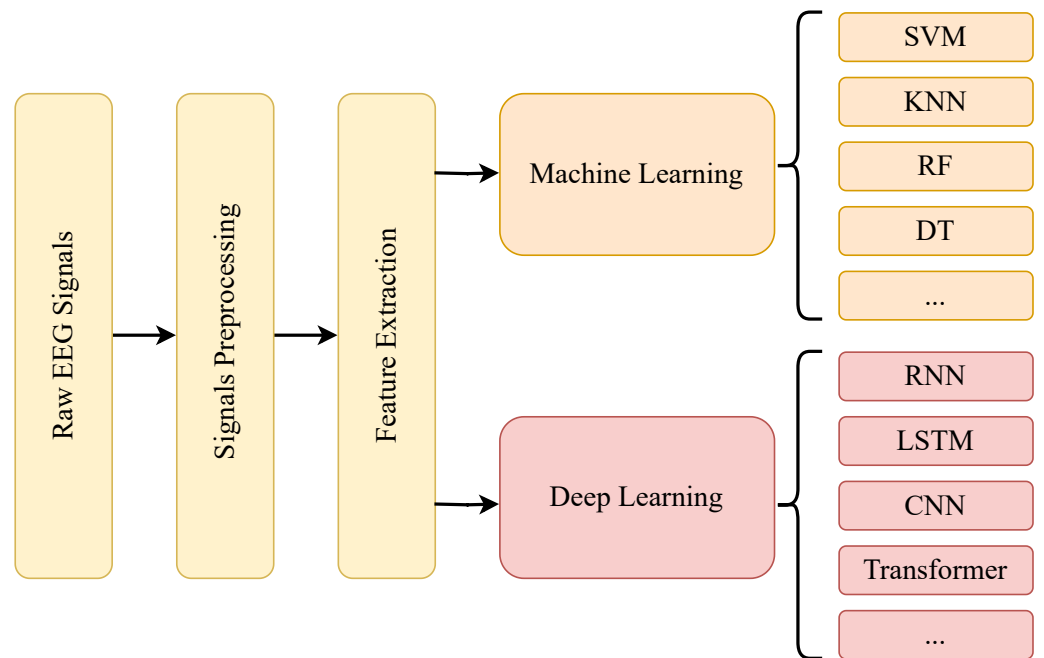 Raw EEG Signals
Signals Preprocessing
Feature Extraction
Machine Learning
SVM
KNN
RF
DT
...
Deep Learning
RNN
LSTM
CNN
Transformer
...